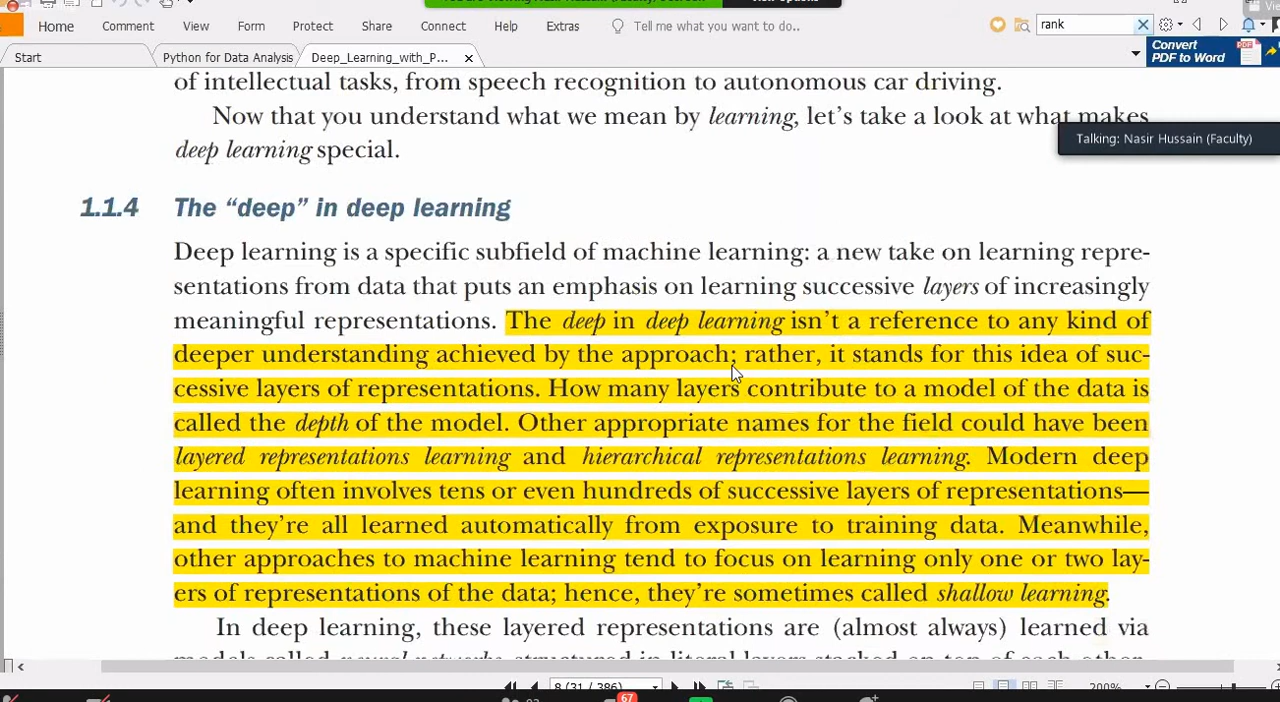 Home Comment View Form Protect Share Connect Help Extras Tell me what you want to do.. rank
Start Python for Data Analysis Deep_Learning_with_P... Convert
PDF to Word
of intellectual tasks, from speech recognition to autonomous car driving.
Now that you understand what we mean by learning, let's take a look at what makes
Talking: Nasir Hussain (Faculty)
deep learning special.
1.1.4 The “deep” in deep learning
Deep learning is a specific subfield of machine learning: a new take on learning repre-
sentations from data that puts an emphasis on learning successive layers of increasingly
meaningful representations. The deep in deep learning isn't a reference to any kind of
deeper understanding achieved by the approach; rather, it stands for this idea of suc-
cessive layers of representations. How many layers contribute to a model of the data is
called the depth of the model. Other appropriate names for the field could have been
layered representations learning and hierarchical representations learning. Modern deep
learning often involves tens or even hundreds of successive layers of representations—
and they're all learned automatically from exposure to training data. Meanwhile,
other approaches to machine learning tend to focus on learning only one or two lay-
ers of representations of the data; hence, they're sometimes called shallow learning.
In deep learning, these layered representations are (almost always) learned via
8 (31 / 386) 200%
67